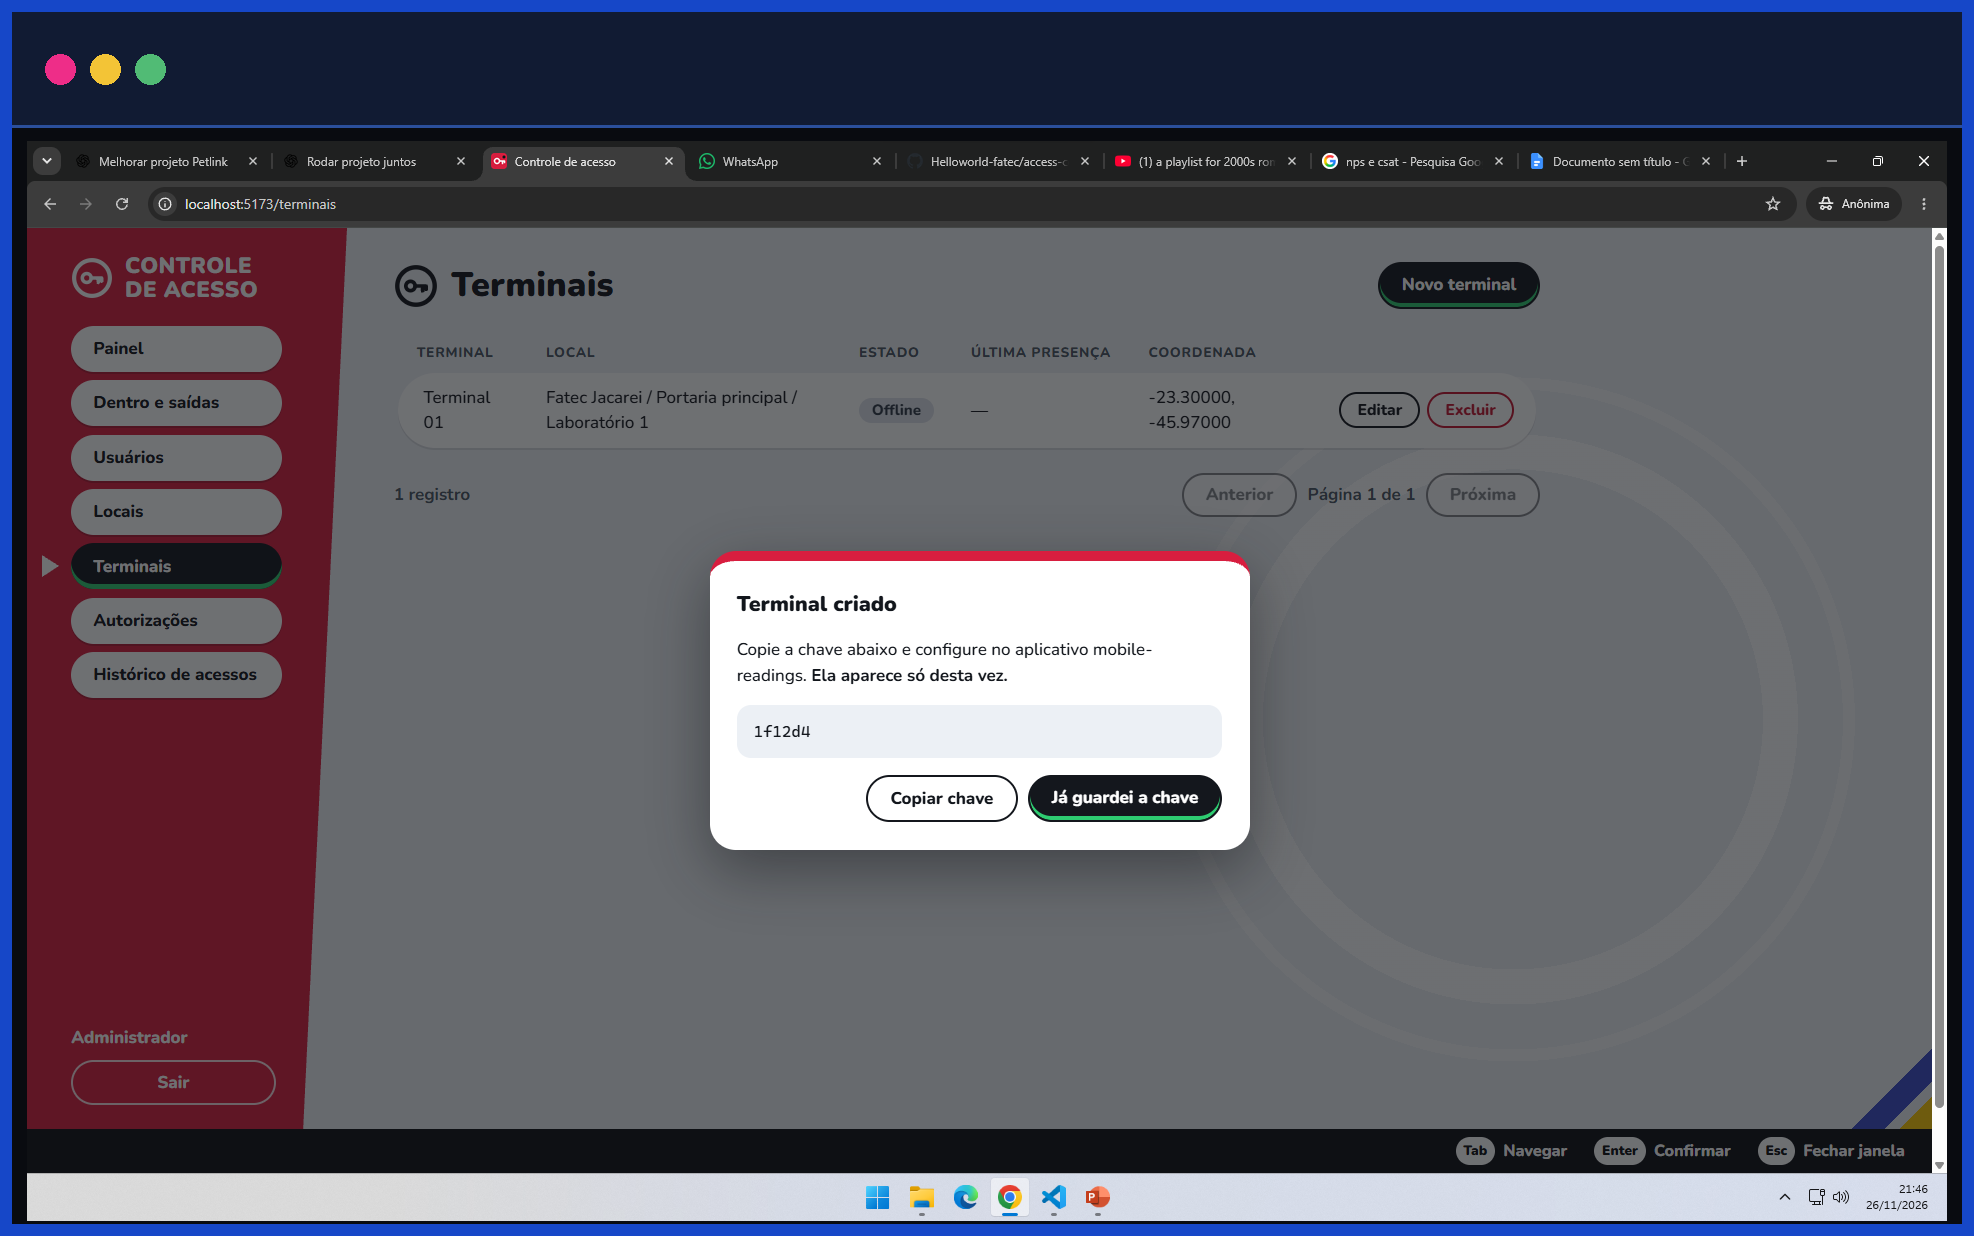 Melhorar projeto Petlink
Rodar projeto juntos
Controle de acesso
WhatsApp
Helloworld-fatec/access-c
(1) a playlist for 2000s ron
nps e csat - Pesquisa Goo
Documento sem título - G
localhost:5173/terminais
Anônima
CONTROLE
DE ACESSO
Painel
Dentro e saídas
Usuários
Locais
Terminais
Autorizações
Histórico de acessos
Administrador
Sair
Terminais
Novo terminal
TERMINAL LOCAL ESTADO ÚLTIMA PRESENÇA COORDENADA
Terminal
01
Fatec Jacarei / Portaria principal /
Laboratório 1
Offline
—
-23.30000,
-45.97000
Editar
Excluir
1 registro
Anterior
Página 1 de 1
Próxima
Terminal criado
Copie a chave abaixo e configure no aplicativo mobile-
readings. Ela aparece só desta vez.
1f12d4
Copiar chave
Já guardei a chave
Tab Navegar
Enter Confirmar
Esc Fechar janela
21:46
26/11/2026